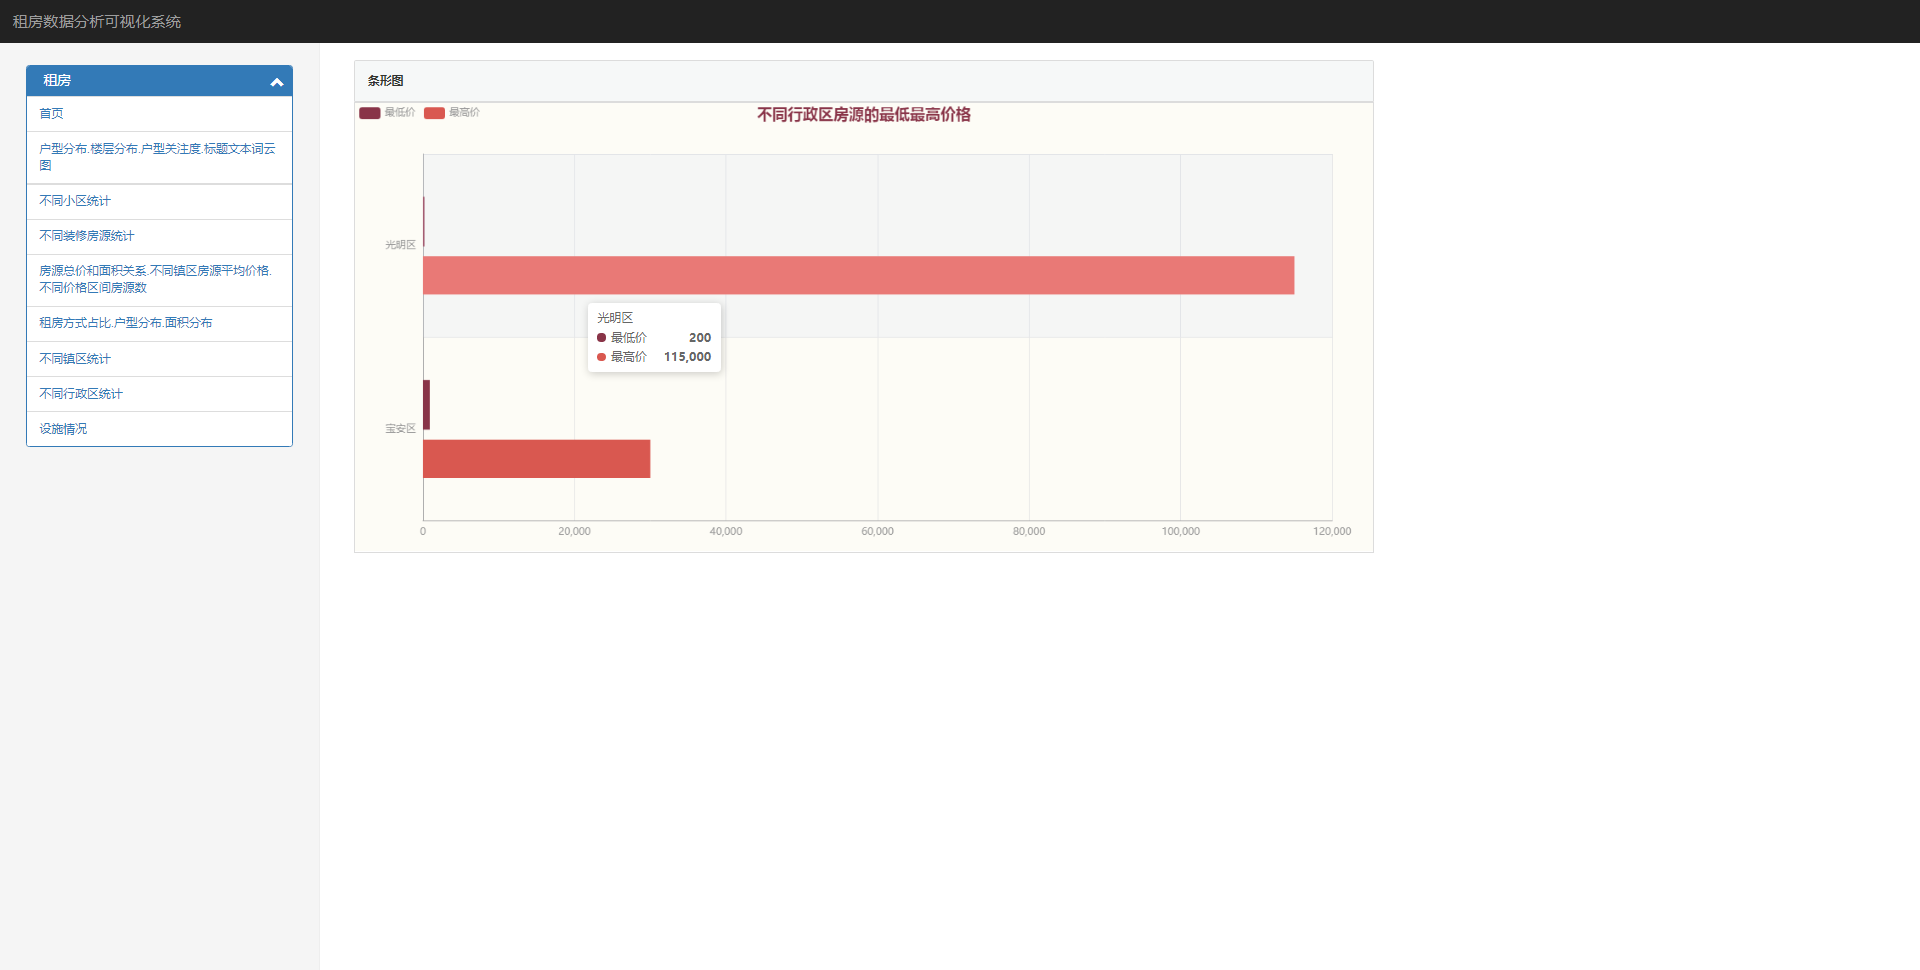 租房数据分析可视化系统
租房
首页
户型分布.楼层分布.户型关注度.标题文本词云
图
不同小区统计
不同装修房源统计
房源总价和面积关系.不同镇区房源平均价格.
不同价格区间房源数
租房方式占比.户型分布.面积分布
不同镇区统计
不同行政区统计
设施情况
条形图
最低价 最高价
不同行政区房源的最低最高价格
光明区
光明区
最低价 200
最高价 115,000
宝安区
0 20,000 40,000 60,000 80,000 100,000 120,000